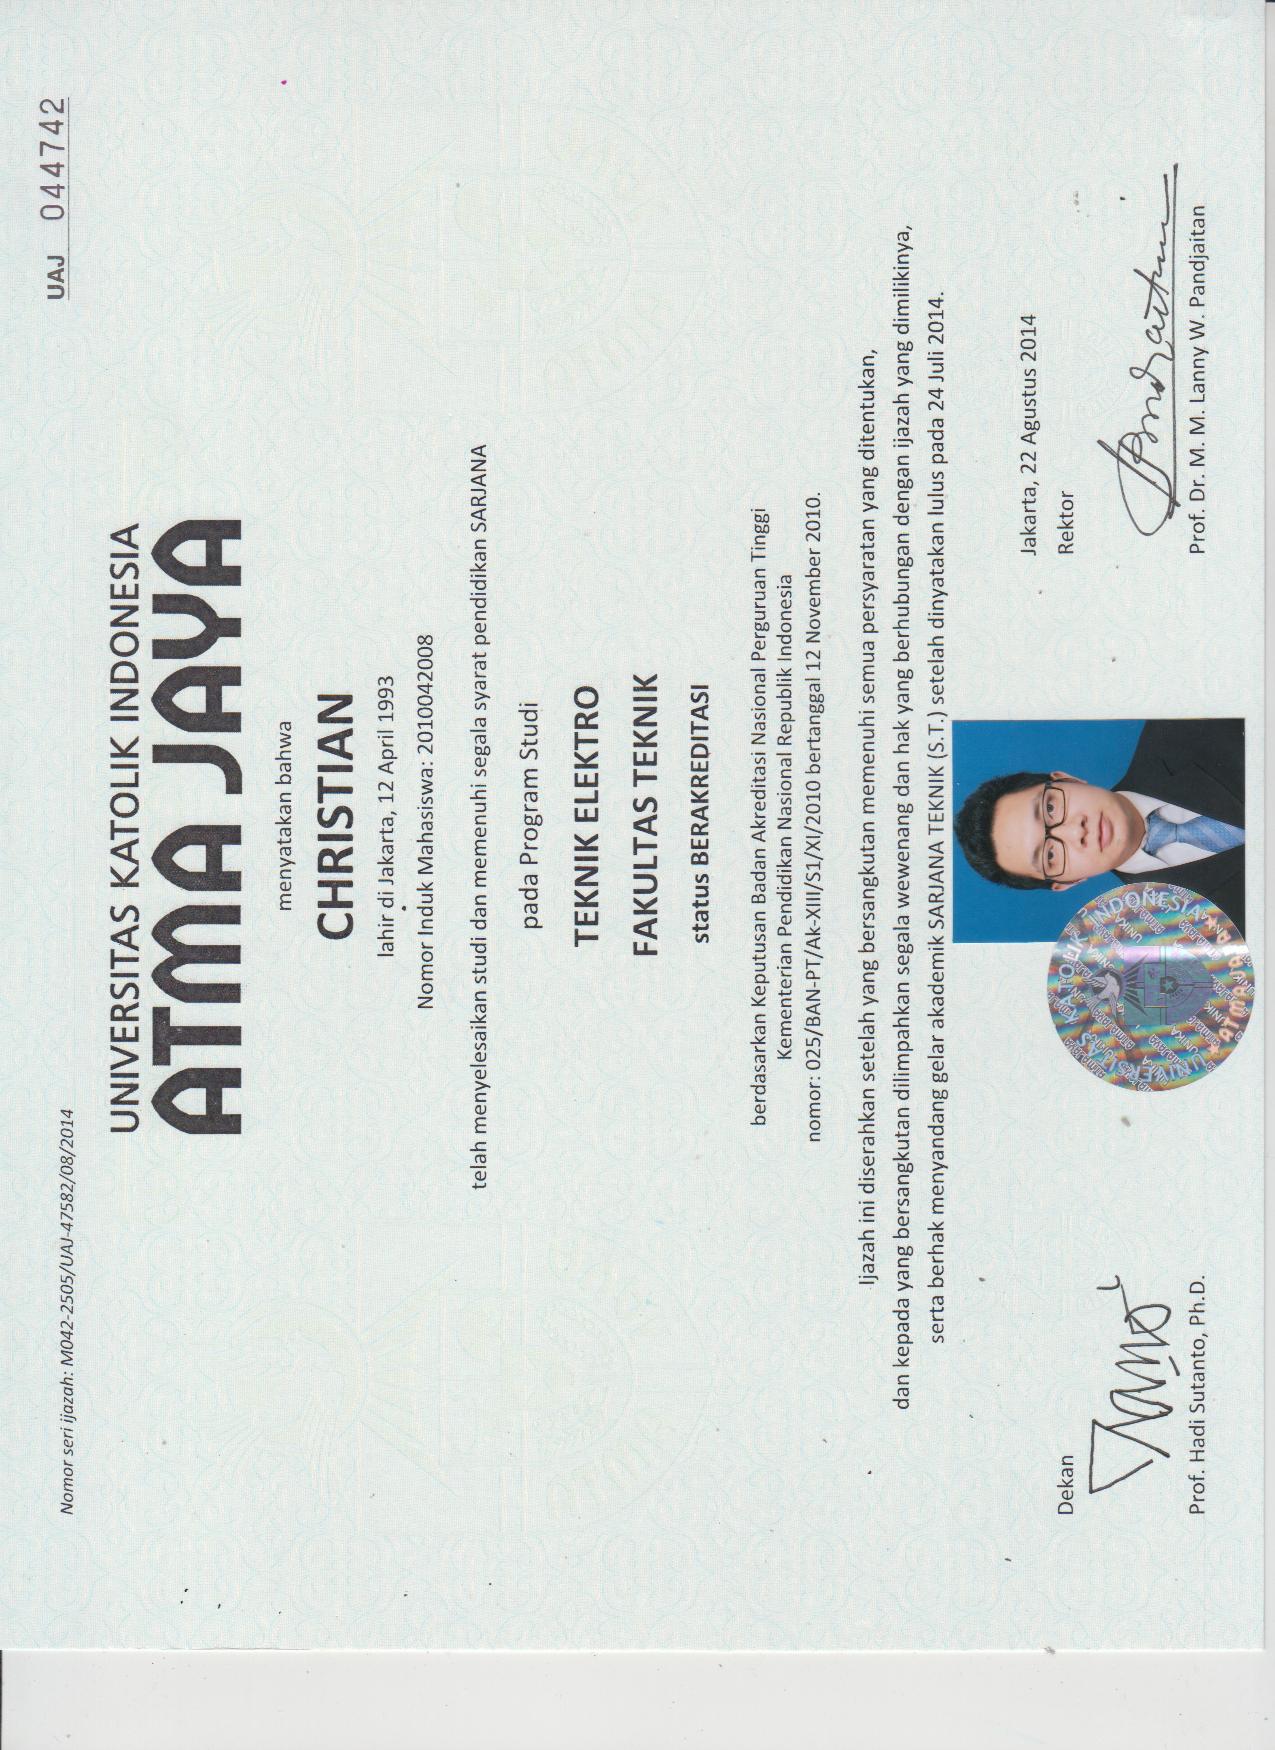 Nomor seri ijazah: M042-2505/UAJ-47582/08/2014
UAJ 044742
UNIVERSITAS KATOLIK INDONESIA
ATMA JAYA
menyatakan bahwa
CHRISTIAN
lahir di Jakarta, 12 April 1993
Nomor Induk Mahasiswa: 2010042008
telah menyelesaikan studi dan memenuhi segala syarat pendidikan SARJANA
pada Program Studi
TEKNIK ELEKTRO
FAKULTAS TEKNIK
status BERAKREDITASI
berdasarkan Keputusan Badan Akreditasi Nasional Perguruan Tinggi
Kementerian Pendidikan Nasional Republik Indonesia
nomor: 025/BAN-PT/Ak-XIII/S1/XI/2010 bertanggal 12 November 2010.
Ijazah ini diserahkan setelah yang bersangkutan memenuhi semua persyaratan yang ditentukan,
dan kepada yang bersangkutan dilimpahkan segala wewenang dan hak yang berhubungan dengan ijazah yang dimilikinya,
serta berhak menyandang gelar akademik SARJANA TEKNIK (S.T.) setelah dinyatakan lulus pada 24 Juli 2014.
Jakarta, 22 Agustus 2014
Dekan
Rektor
UNIVERSITAS KATOLIK INDONESIA
ATMA JAYA
Prof. Hadi Sutanto, Ph.D.
Prof. Dr. M. M. Lanny W. Pandjaitan